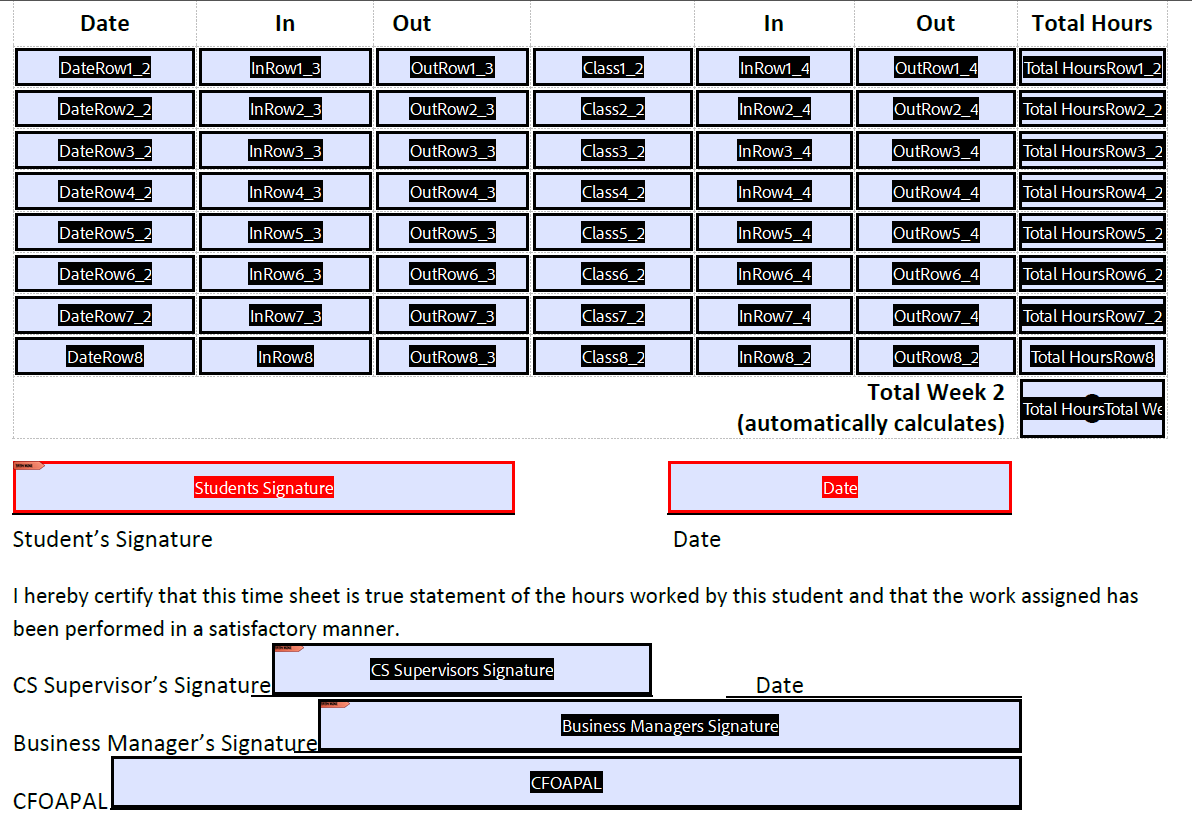 Date In Out In Out Total Hours
DateRow1_2 InRow1_3 OutRow1_3 Class1_2 InRow1_4 OutRow1_4 Total HoursRow1_2
DateRow2_2 InRow2_3 OutRow2_3 Class2_2 InRow2_4 OutRow2_4 Total HoursRow2_2
DateRow3_2 InRow3_3 OutRow3_3 Class3_2 InRow3_4 OutRow3_4 Total HoursRow3_2
DateRow4_2 InRow4_3 OutRow4_3 Class4_2 InRow4_4 OutRow4_4 Total HoursRow4_2
DateRow5_2 InRow5_3 OutRow5_3 Class5_2 InRow5_4 OutRow5_4 Total HoursRow5_2
DateRow6_2 InRow6_3 OutRow6_3 Class6_2 InRow6_4 OutRow6_4 Total HoursRow6_2
DateRow7_2 InRow7_3 OutRow7_3 Class7_2 InRow7_4 OutRow7_4 Total HoursRow7_2
DateRow8 InRow8 OutRow8_3 Class8_2 InRow8_2 OutRow8_2 Total HoursRow8
Total Week 2
(automatically calculates) Total HoursTotal We
Students Signature Date
Student's Signature Date
I hereby certify that this time sheet is true statement of the hours worked by this student and that the work assigned has
been performed in a satisfactory manner.
CS Supervisor's Signature CS Supervisors Signature Date
Business Manager's Signature Business Managers Signature
CFOAPAL CFOAPAL